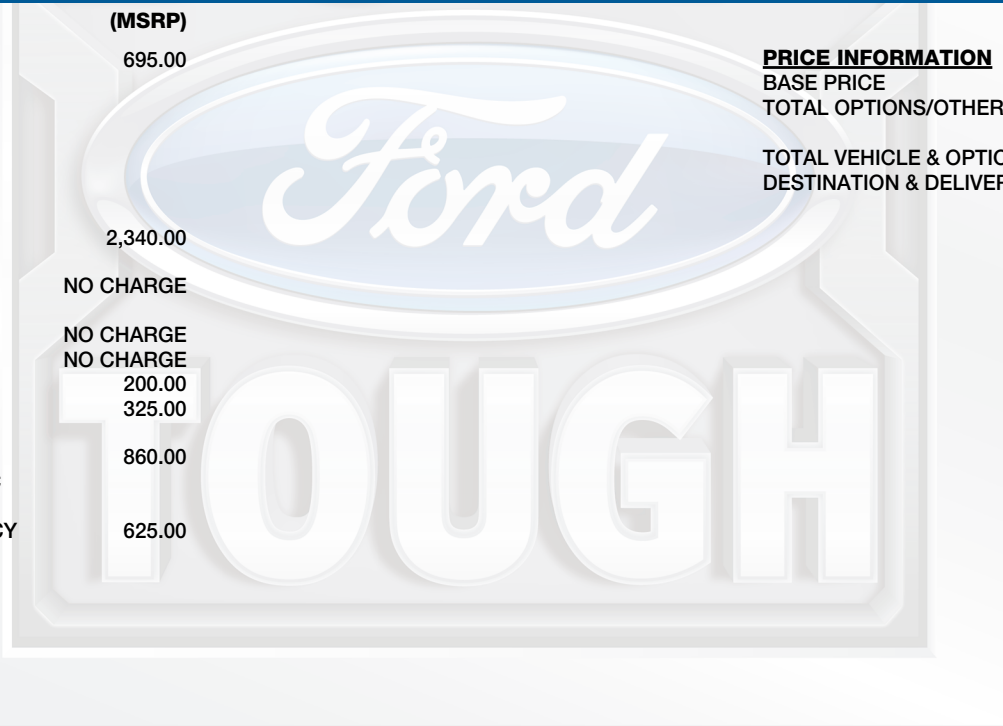 (MSRP)
695.00
2,340.00
NO CHARGE
NO CHARGE
NO CHARGE
200.00
325.00
860.00
CY
625.00
PRICE INFORMATION
BASE PRICE
TOTAL OPTIONS/OTHER
TOTAL VEHICLE & OPTIO
DESTINATION & DELIVER
Ford
TOUGH